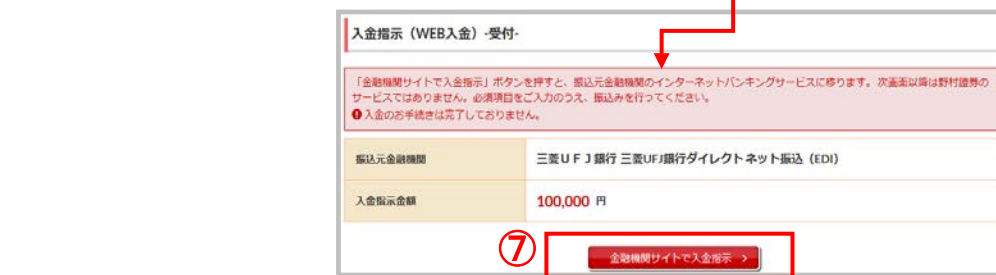 入金指示（WEB入金）-受付-
「金融機関サイトで入金指示」ボタンを押すと、振込元金融機関のインターネットバンキングサービスに移ります。次画面以降は野村證券の
サービスではありません。必須項目をご入力のうえ、振込みを行ってください。
入金のお手続きは完了しておりません。
振込元金融機関 三菱ＵＦＪ銀行 三菱UFJ銀行ダイレクトネット振込（EDI）
入金指示金額 100,000 円
⑦ 金融機関サイトで入金指示 >